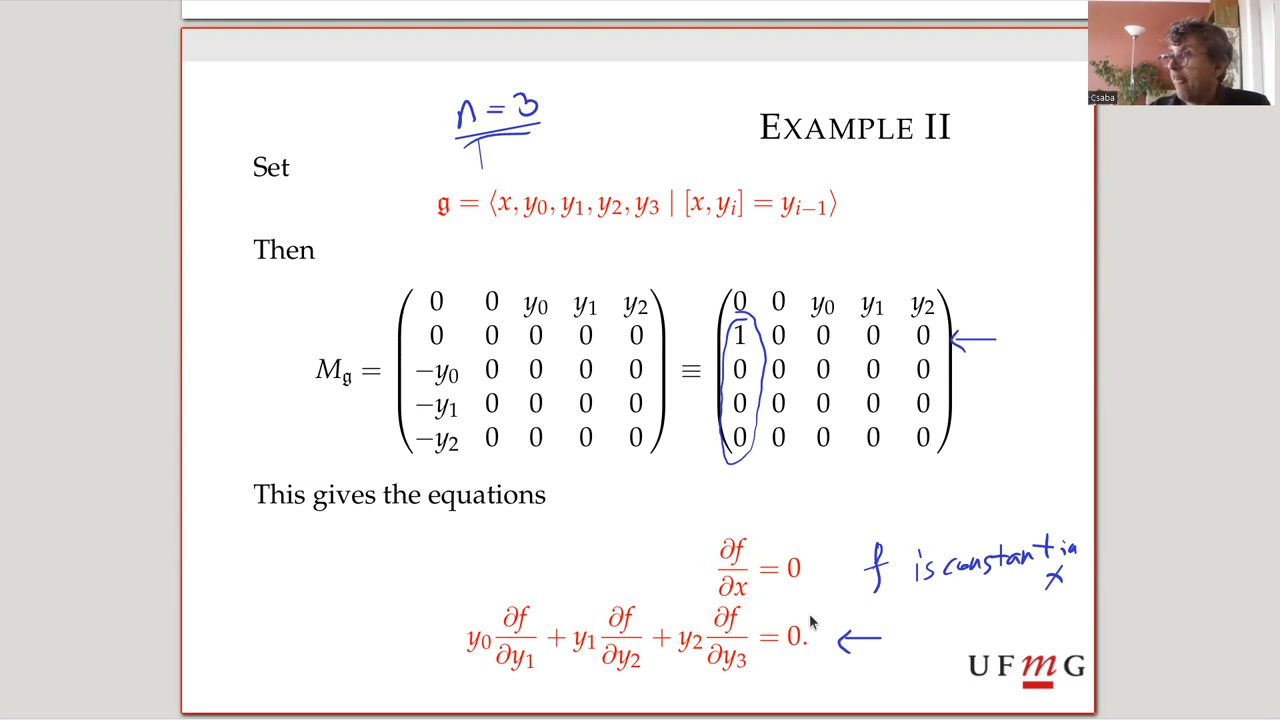 n = 3
EXAMPLE II
Set
𝔤 = ⟨x, y₀, y₁, y₂, y₃ | [x, yᵢ] = yᵢ₋₁⟩
Then
M𝔤 = ( 0 0 y₀ y₁ y₂ ) ≡ ( 0 0 y₀ y₁ y₂ )
0 0 0 0 0 1 0 0 0 0
−y₀ 0 0 0 0 0 0 0 0 0
−y₁ 0 0 0 0 0 0 0 0 0
−y₂ 0 0 0 0 0 0 0 0 0
This gives the equations
∂f/∂x = 0 f is constant in x
y₀ ∂f/∂y₁ + y₁ ∂f/∂y₂ + y₂ ∂f/∂y₃ = 0.
UFmG
Csaba